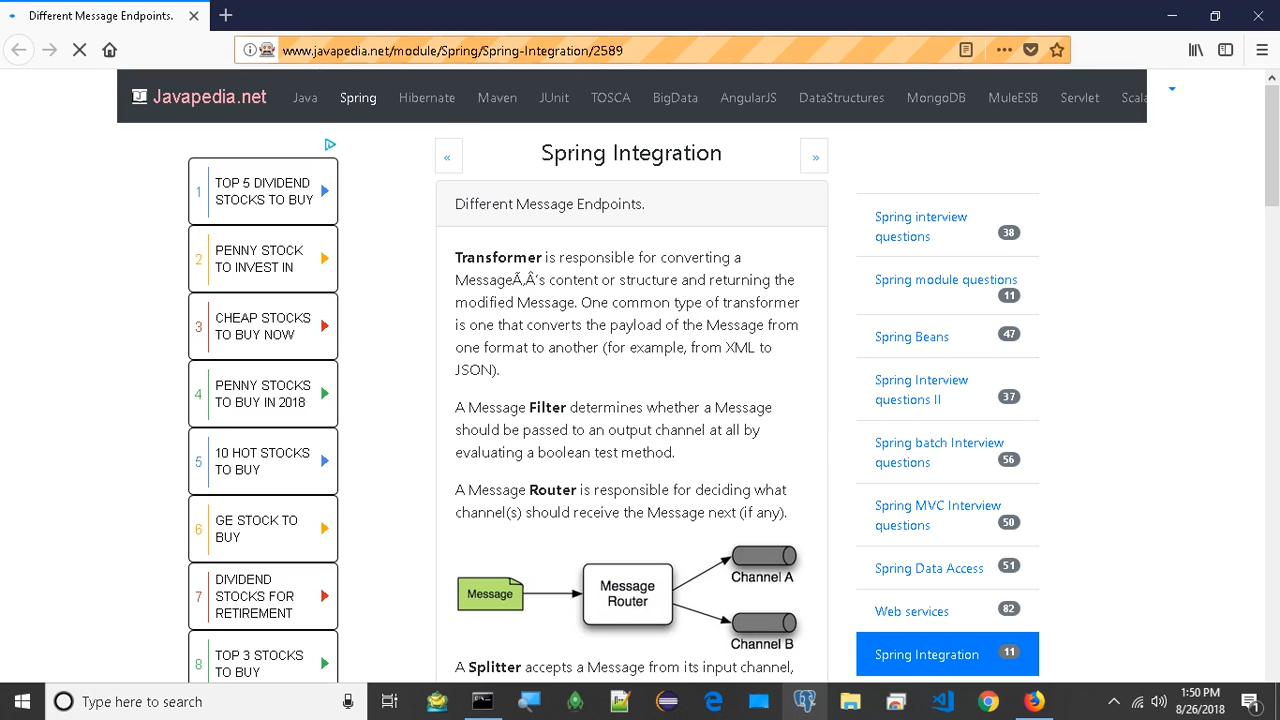 Different Message Endpoints.
www.javapedia.net/module/Spring/Spring-Integration/2589
Javapedia.net
Java
Spring
Hibernate
Maven
JUnit
TOSCA
BigData
AngularJS
DataStructures
MongoDB
MuleESB
Servlet
Scala
1 TOP 5 DIVIDEND
STOCKS TO BUY
2 PENNY STOCK
TO INVEST IN
3 CHEAP STOCKS
TO BUY NOW
4 PENNY STOCKS
TO BUY IN 2018
5 10 HOT STOCKS
TO BUY
6 GE STOCK TO
BUY
7 DIVIDEND
STOCKS FOR
RETIREMENT
8 TOP 3 STOCKS
TO BUY
«
Spring Integration
»
Different Message Endpoints.
Transformer is responsible for converting a
MessageÃ‚Â's content or structure and returning the
modified Message. One common type of transformer
is one that converts the payload of the Message from
one format to another (for example, from XML to
JSON).
A Message Filter determines whether a Message
should be passed to an output channel at all by
evaluating a boolean test method.
A Message Router is responsible for deciding what
channel(s) should receive the Message next (if any).
Message
Message
Router
Channel A
Channel B
A Splitter accepts a Message from its input channel,
Spring interview
questions 38
Spring module questions
11
Spring Beans 47
Spring Interview
questions II 37
Spring batch Interview
questions 56
Spring MVC Interview
questions 50
Spring Data Access 51
Web services 82
Spring Integration 11
Type here to search
1:50 PM
8/26/2018
1